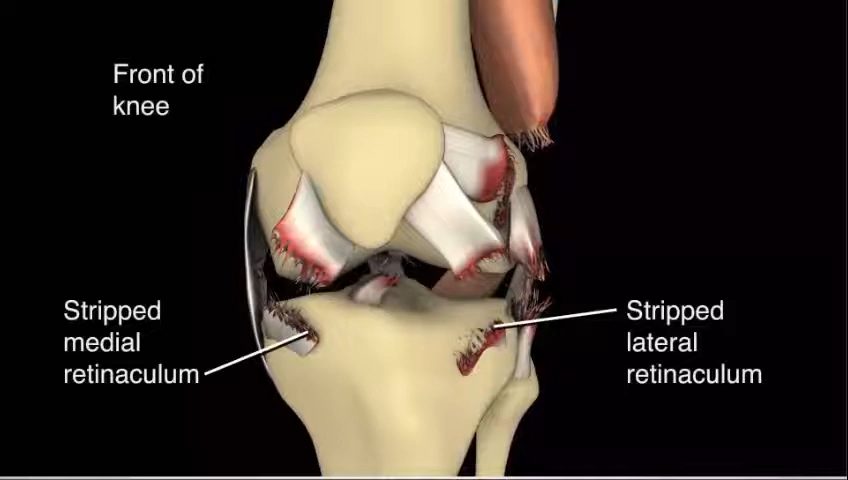 Front of
knee
Stripped
medial
retinaculum
Stripped
lateral
retinaculum